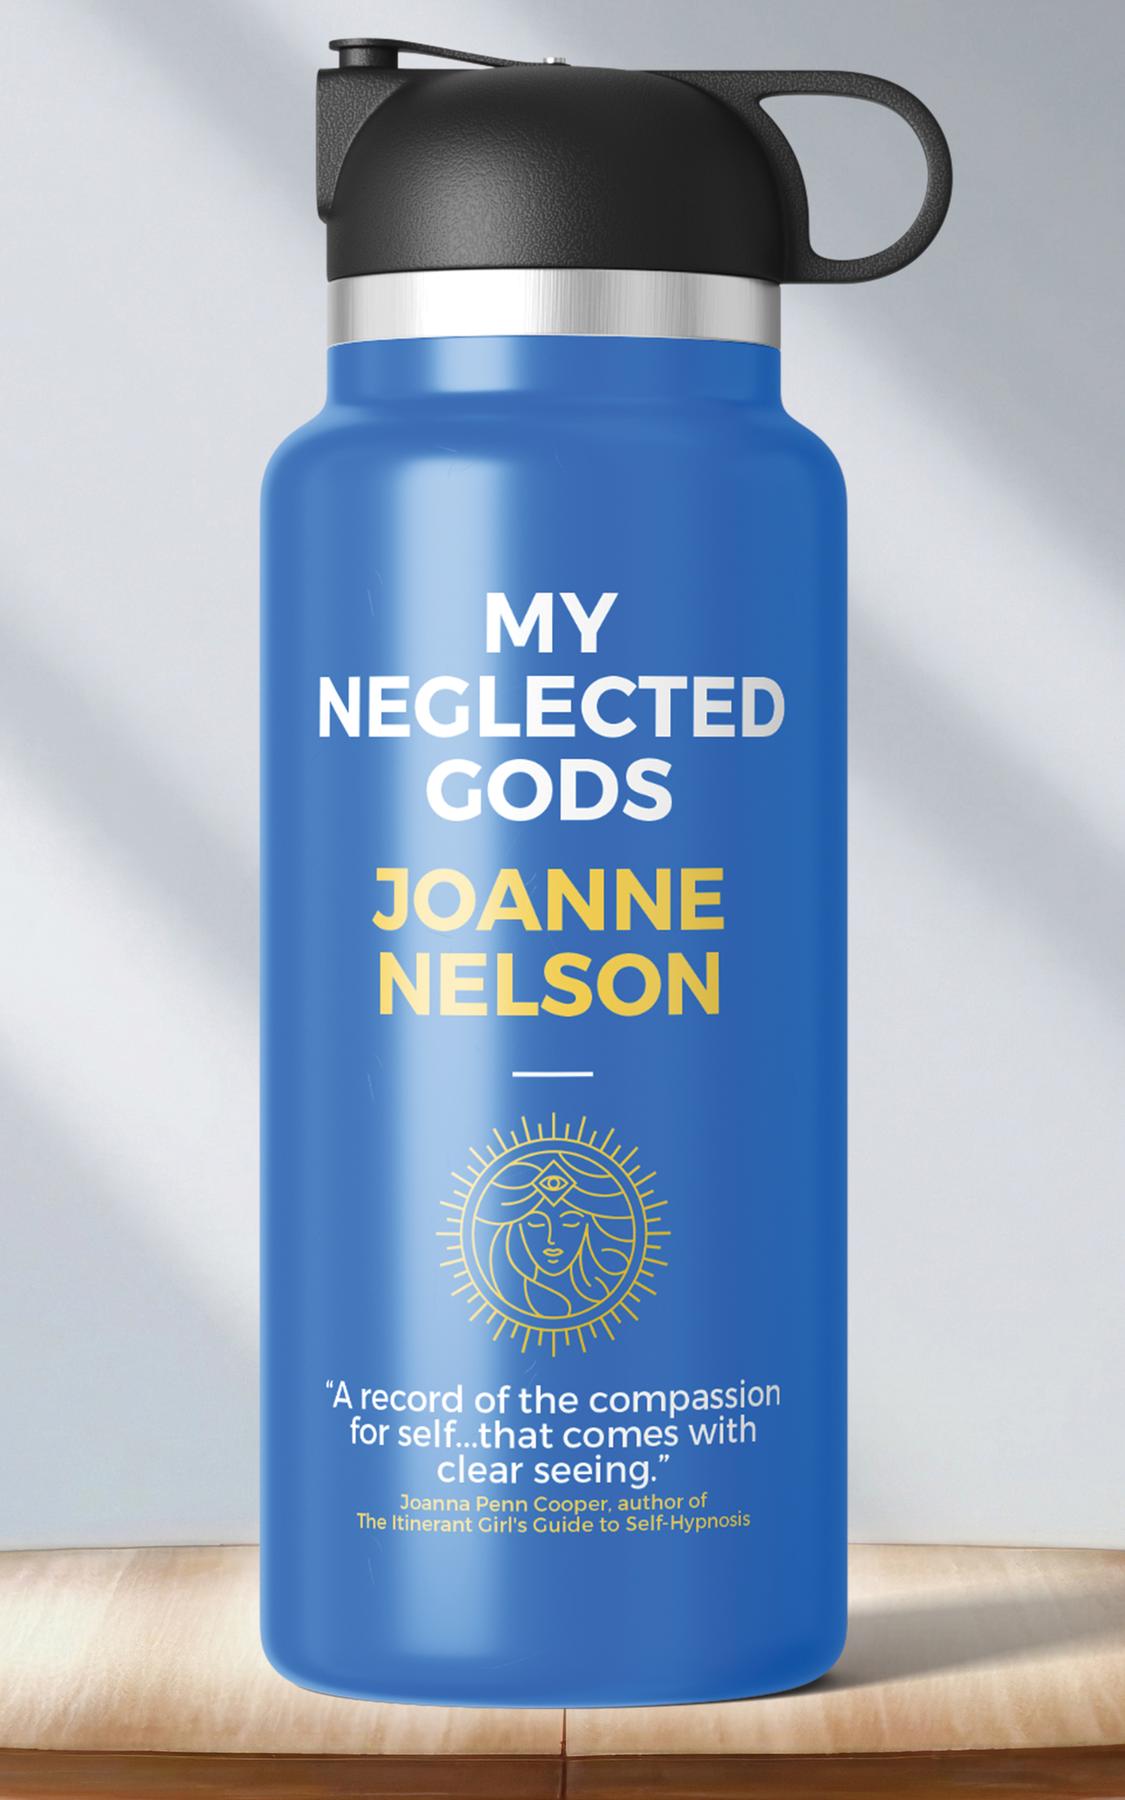 MY
NEGLECTED
GODS
JOANNE
NELSON
“A record of the compassion
for self...that comes with
clear seeing.”
Joanna Penn Cooper, author of
The Itinerant Girl's Guide to Self-Hypnosis